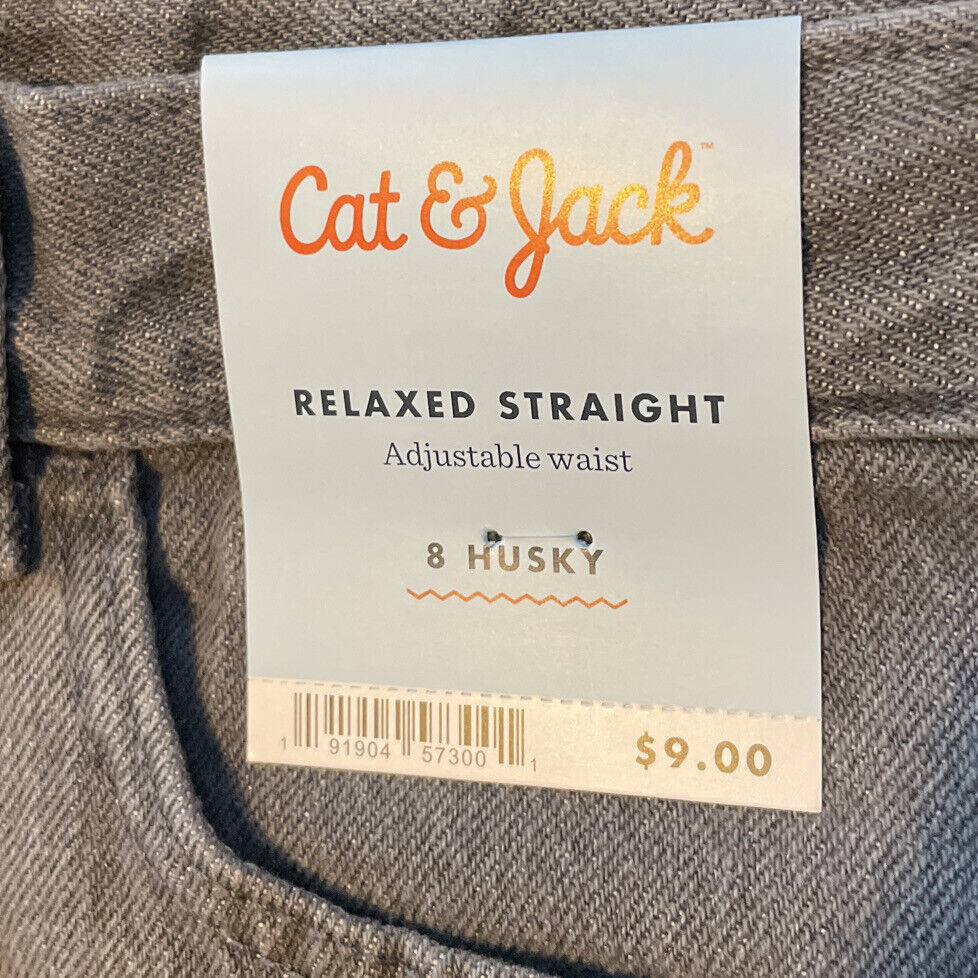 Cat & Jack™
RELAXED STRAIGHT
Adjustable waist
8 HUSKY
1 91904 57300 1
$9.00